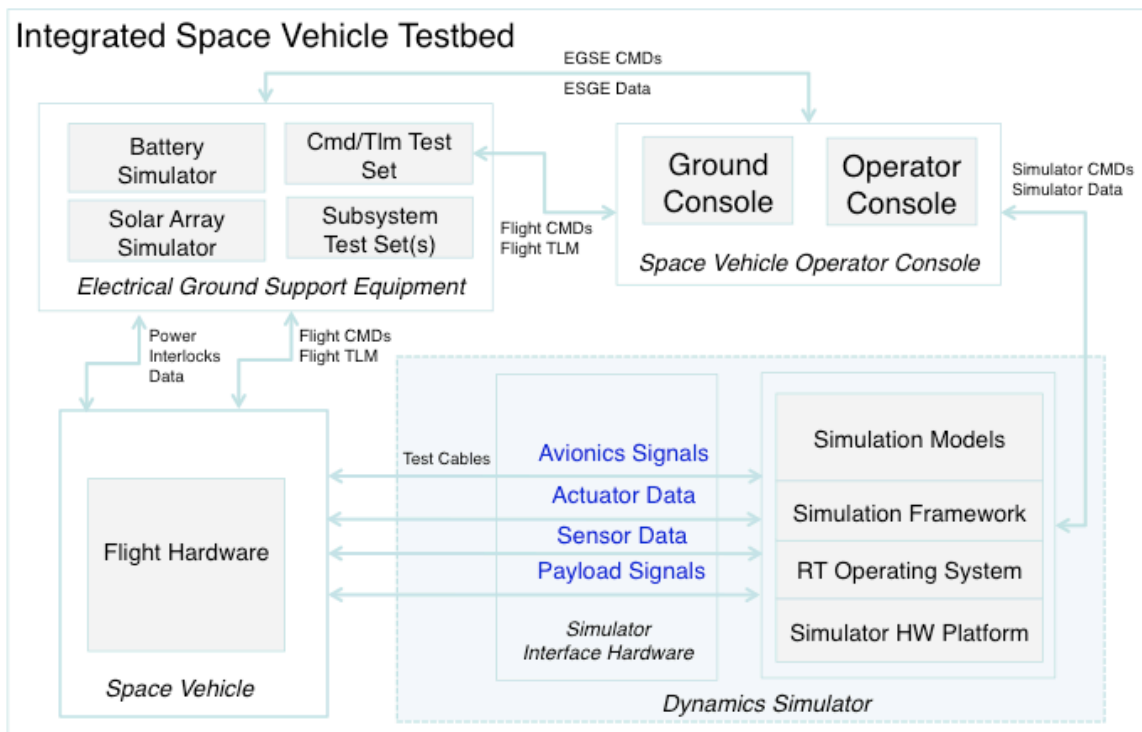 Integrated Space Vehicle Testbed
EGSE CMDs
ESGE Data
Battery
Simulator
Cmd/Tlm Test
Set
Solar Array
Simulator
Subsystem
Test Set(s)
Electrical Ground Support Equipment
Flight CMDs
Flight TLM
Ground
Console
Operator
Console
Space Vehicle Operator Console
Simulator CMDs
Simulator Data
Power
Interlocks
Data
Flight CMDs
Flight TLM
Flight Hardware
Space Vehicle
Test Cables
Avionics Signals
Actuator Data
Sensor Data
Payload Signals
Simulator
Interface Hardware
Simulation Models
Simulation Framework
RT Operating System
Simulator HW Platform
Dynamics Simulator